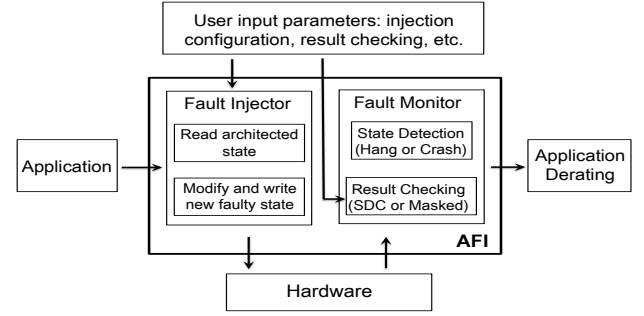 User input parameters: injection
configuration, result checking, etc.
Fault Injector
Read architected
state
Modify and write
new faulty state
Fault Monitor
State Detection
(Hang or Crash)
Result Checking
(SDC or Masked)
Application
Application
Derating
AFI
Hardware